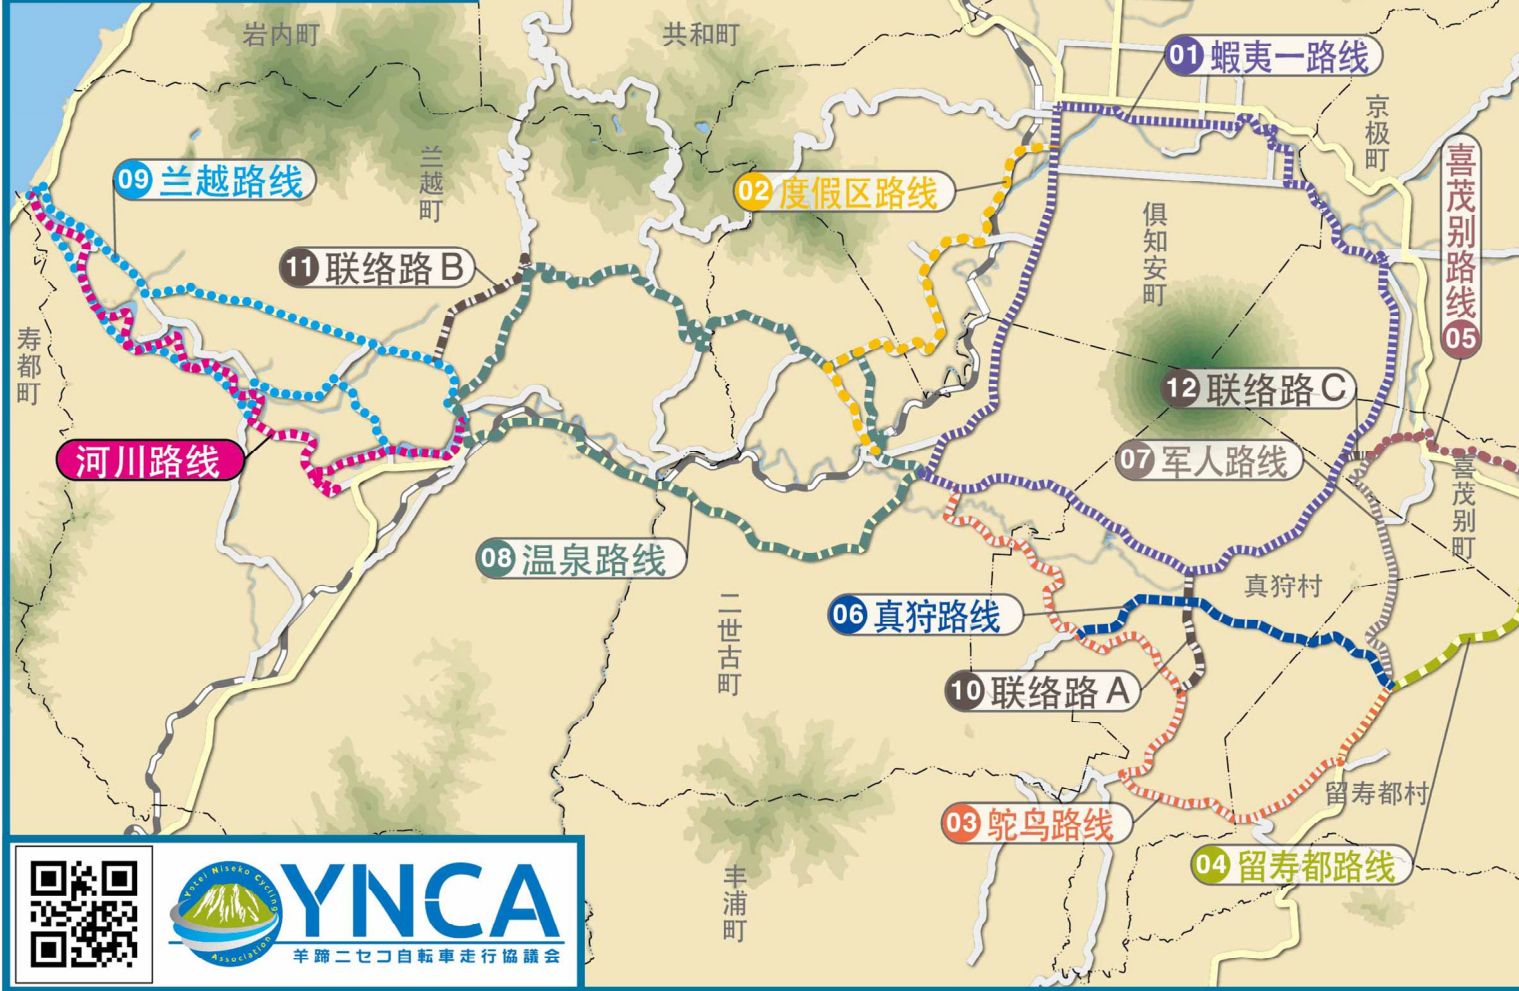 岩内町
共和町
01 蝦夷一路线
京极町
喜茂别路线 05
兰越町
09 兰越路线
02 度假区路线
俱知安町
11 联络路 B
寿都町
12 联络路 C
河川路线
07 军人路线
喜茂别町
08 温泉路线
真狩村
二世古町
06 真狩路线
10 联络路 A
留寿都村
03 鸵鸟路线
04 留寿都路线
丰浦町
Yotei Niseko Cycling
Association
YNCA
羊蹄ニセコ自転車走行協議会